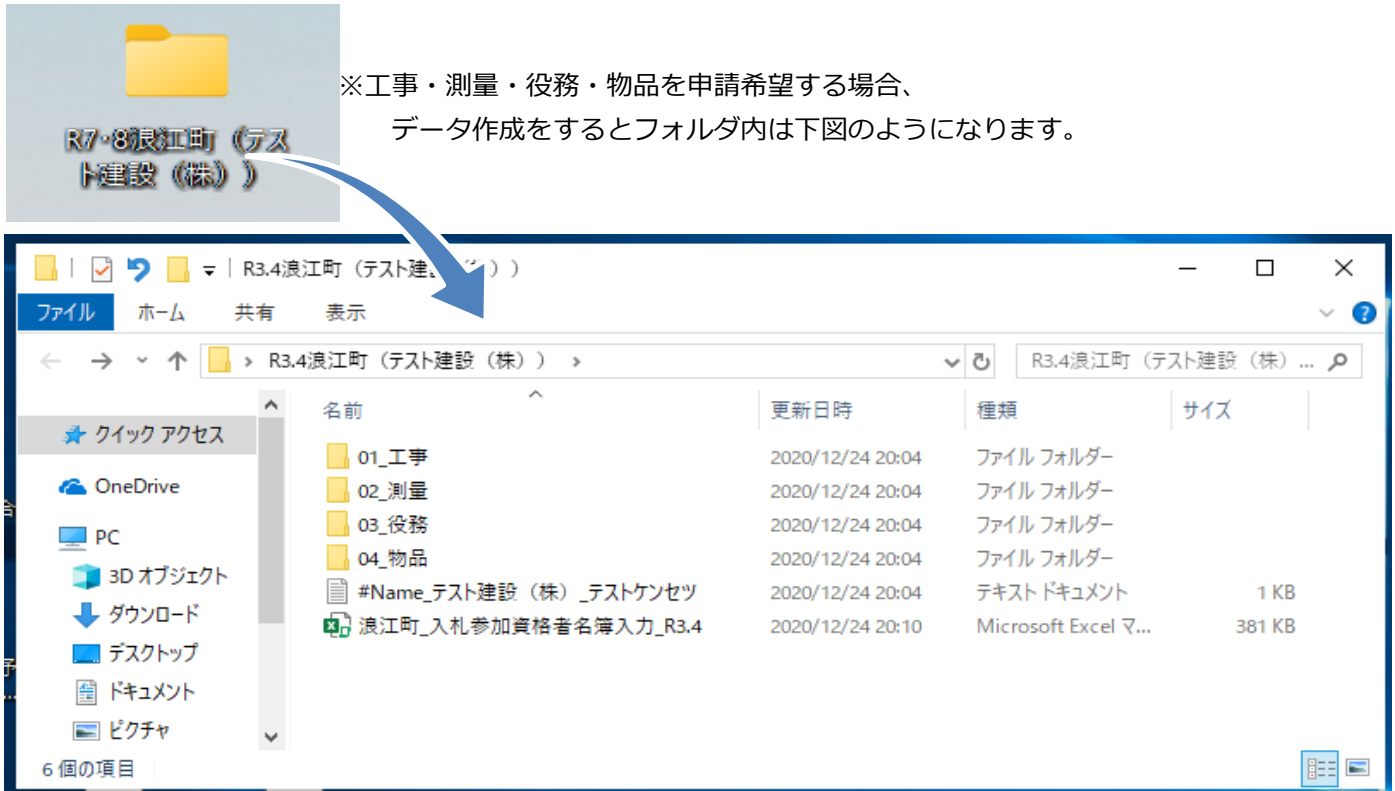 R7・8浪江町（テス
ト建設（株））
※工事・測量・役務・物品を申請希望する場合、
データ作成をするとフォルダ内は下図のようになります。
R3.4浪江町（テスト建設 ））
ファイル ホーム 共有 表示
R3.4浪江町（テスト建設（株））
R3.4浪江町（テスト建設（株） ...
名前 更新日時 種類 サイズ
クイック アクセス
OneDrive
PC
3D オブジェクト
ダウンロード
デスクトップ
ドキュメント
ピクチャ
01_工事 2020/12/24 20:04 ファイル フォルダー
02_測量 2020/12/24 20:04 ファイル フォルダー
03_役務 2020/12/24 20:04 ファイル フォルダー
04_物品 2020/12/24 20:04 ファイル フォルダー
#Name_テスト建設（株）_テストケンセツ 2020/12/24 20:04 テキスト ドキュメント 1 KB
浪江町_入札参加資格者名簿入力_R3.4 2020/12/24 20:10 Microsoft Excel マ... 381 KB
6 個の項目